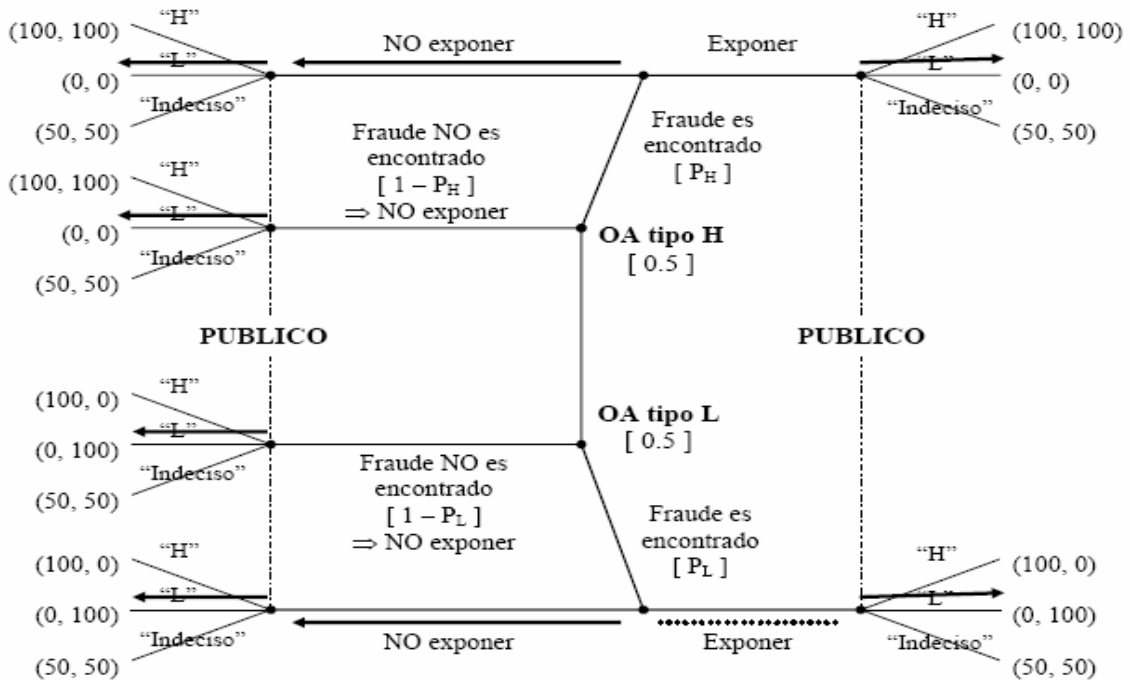 “H” NO exponer Exponer “H”
(100, 100) (100, 100)
“L” “L”
(0, 0) (0, 0)
“Indeciso” “Indeciso”
(50, 50) (50, 50)
Fraude NO es
encontrado
[ 1 – P_H ]
⇒ NO exponer
Fraude es
encontrado
[ P_H ]
“H”
(100, 100)
“L”
(0, 0)
“Indeciso”
(50, 50)
OA tipo H
[ 0.5 ]
PUBLICO PUBLICO
“H”
(100, 0)
“L”
(0, 100)
“Indeciso”
(50, 50)
OA tipo L
[ 0.5 ]
Fraude NO es
encontrado
[ 1 – P_L ]
⇒ NO exponer
Fraude es
encontrado
[ P_L ]
“H” “H”
(100, 0) (100, 0)
“L” “L”
(0, 100) (0, 100)
“Indeciso” NO exponer Exponer “Indeciso”
(50, 50) (50, 50)